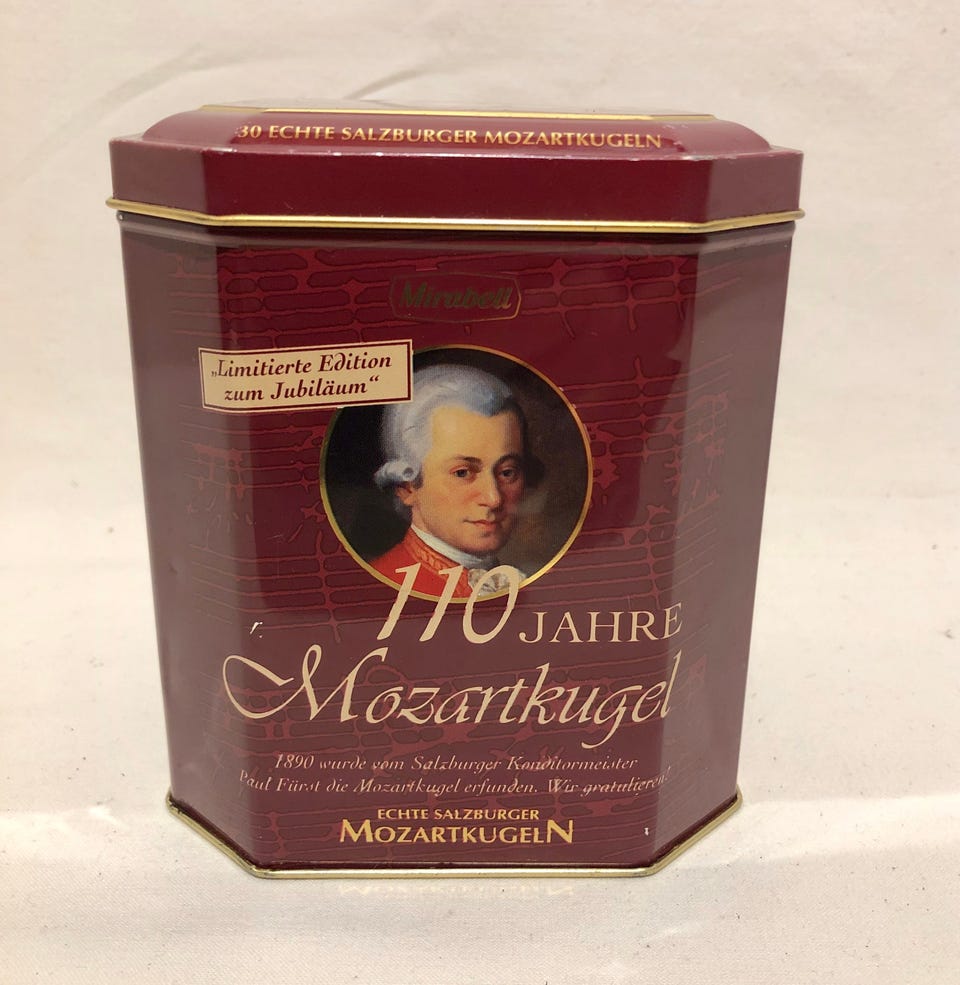 30 ECHTE SALZBURGER MOZARTKUGELN
Mirabell
„Limitierte Edition
zum Jubiläum“
110 JAHRE
Mozartkugel
1890 wurde vom Salzburger Konditormeister
Paul Fürst die Mozartkugel erfunden. Wir gratulieren!
ECHTE SALZBURGER
MOZARTKUGELN